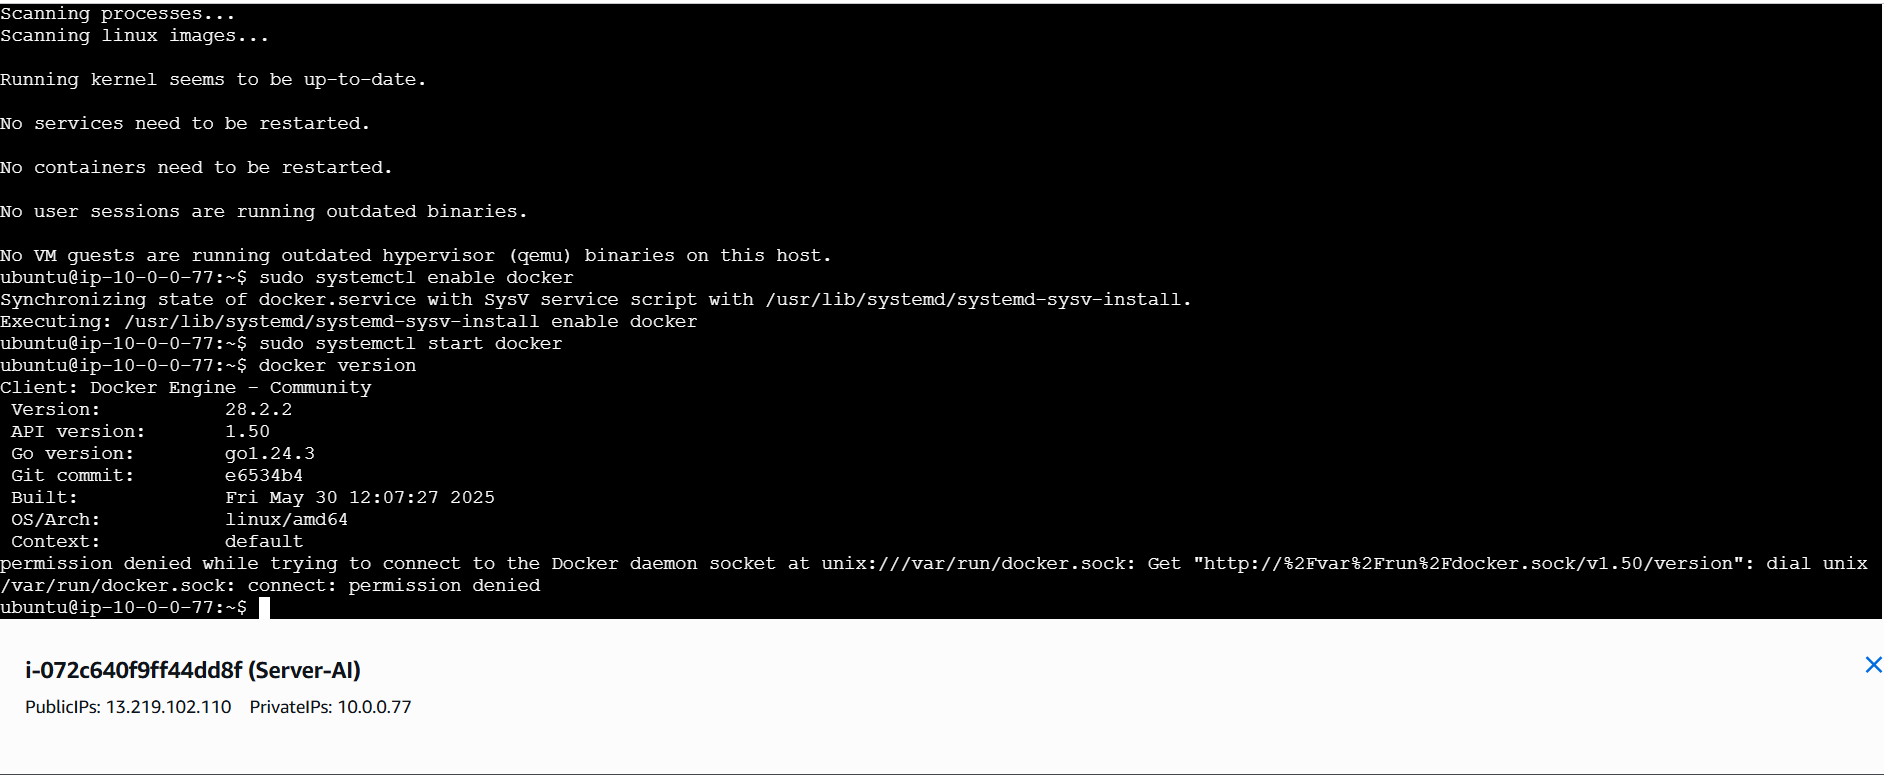 Scanning processes...
Scanning linux images...
Running kernel seems to be up-to-date.
No services need to be restarted.
No containers need to be restarted.
No user sessions are running outdated binaries.
No VM guests are running outdated hypervisor (qemu) binaries on this host.
ubuntu@ip-10-0-0-77:~$ sudo systemctl enable docker
Synchronizing state of docker.service with SysV service script with /usr/lib/systemd/systemd-sysv-install.
Executing: /usr/lib/systemd/systemd-sysv-install enable docker
ubuntu@ip-10-0-0-77:~$ sudo systemctl start docker
ubuntu@ip-10-0-0-77:~$ docker version
Client: Docker Engine - Community
 Version:           28.2.2
 API version:       1.50
 Go version:        go1.24.3
 Git commit:        e6534b4
 Built:             Fri May 30 12:07:27 2025
 OS/Arch:           linux/amd64
 Context:           default
permission denied while trying to connect to the Docker daemon socket at unix:///var/run/docker.sock: Get "http://%2Fvar%2Frun%2Fdocker.sock/v1.50/version": dial unix
/var/run/docker.sock: connect: permission denied
ubuntu@ip-10-0-0-77:~$
i-072c640f9ff44dd8f (Server-AI)
PublicIPs: 13.219.102.110 PrivateIPs: 10.0.0.77